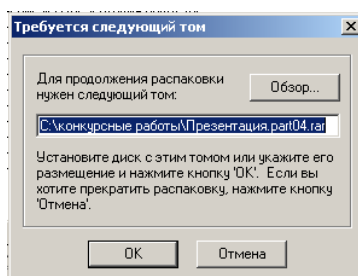 Требуется следующий том
Для продолжения распаковки
нужен следующий том:
Обзор...
C:\конкурсные работы\Презентация.part04.rar
Установите диск с этим томом или укажите его
размещение и нажмите кнопку 'OK'. Если вы
хотите прекратить распаковку, нажмите кнопку
'Отмена'.
OK
Отмена